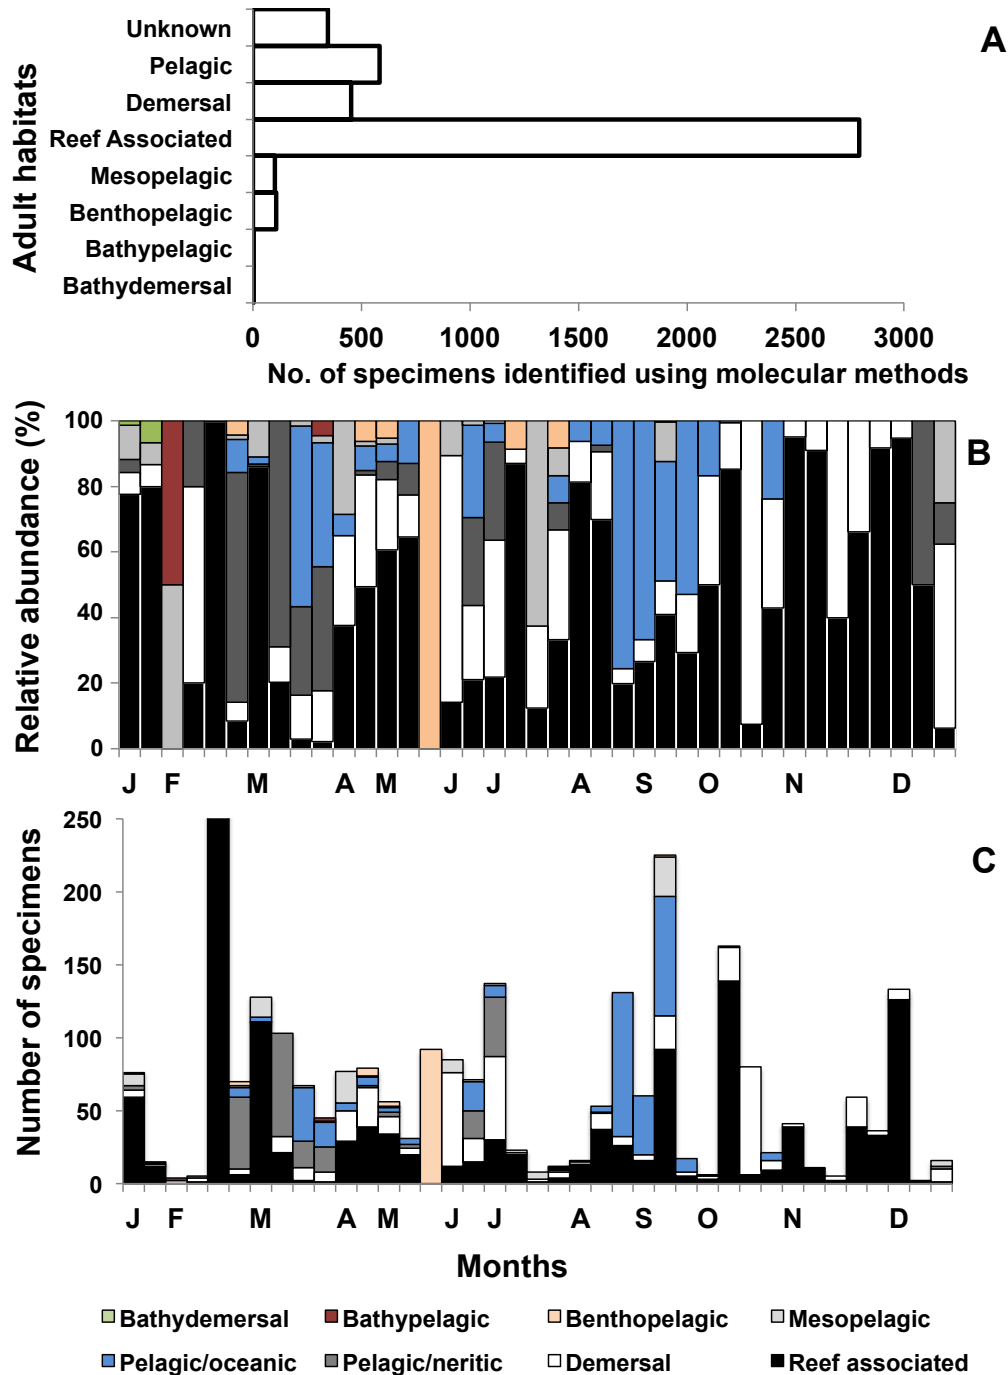 A
Adult habitats
Unknown
Pelagic
Demersal
Reef Associated
Mesopelagic
Benthopelagic
Bathypelagic
Bathydemersal
0 500 1000 1500 2000 2500 3000
No. of specimens identified using molecular methods
B
Relative abundance (%)
100
80
60
40
20
0
J F M A M J J A S O N D
C
Number of specimens
250
200
150
100
50
0
J F M A M J J A S O N D
Months
Bathydemersal Bathypelagic Benthopelagic Mesopelagic
Pelagic/oceanic Pelagic/neritic Demersal Reef associated